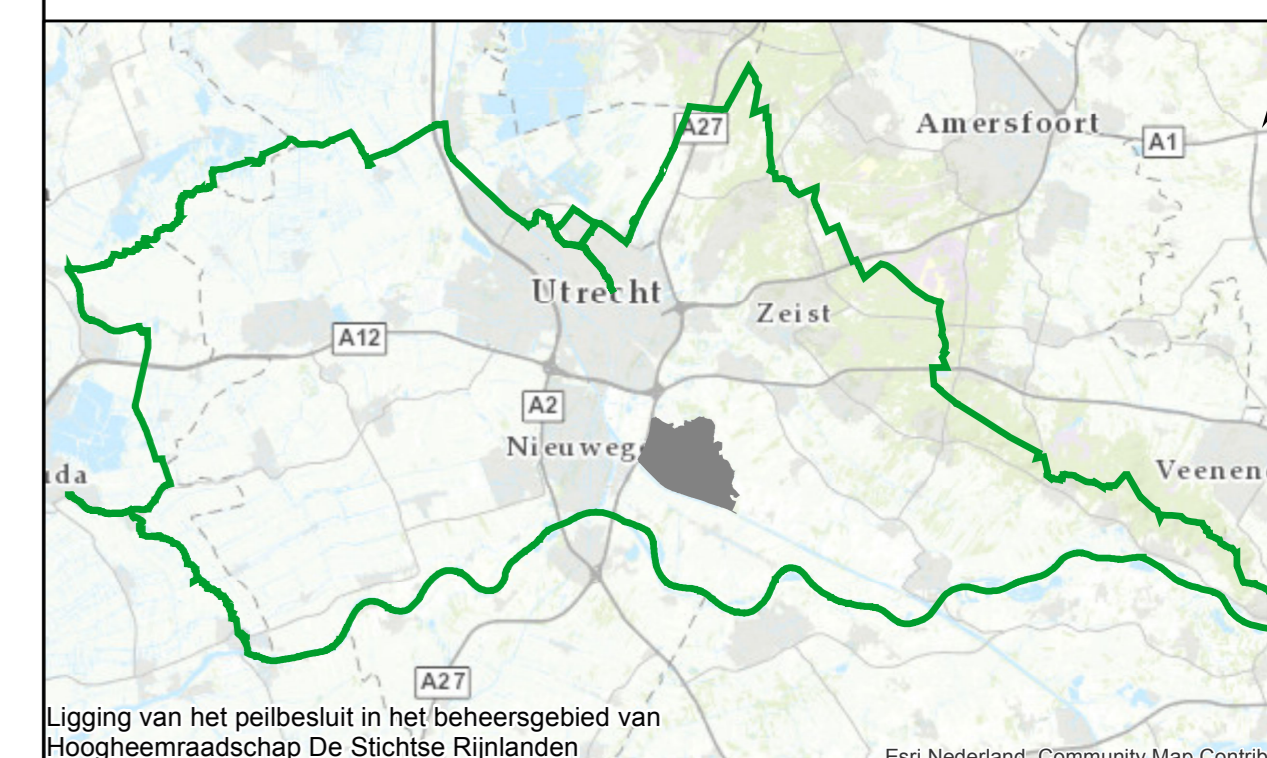 A27
Amersfoort
A1
Utrecht
Zeist
A12
A2
Nieuweg
Veenen
da
A27
Ligging van het peilbesluit in het beheersgebied van
Hoogheemraadschap De Stichtse Rijnlanden
Esri Nederland, Community Map Contrib